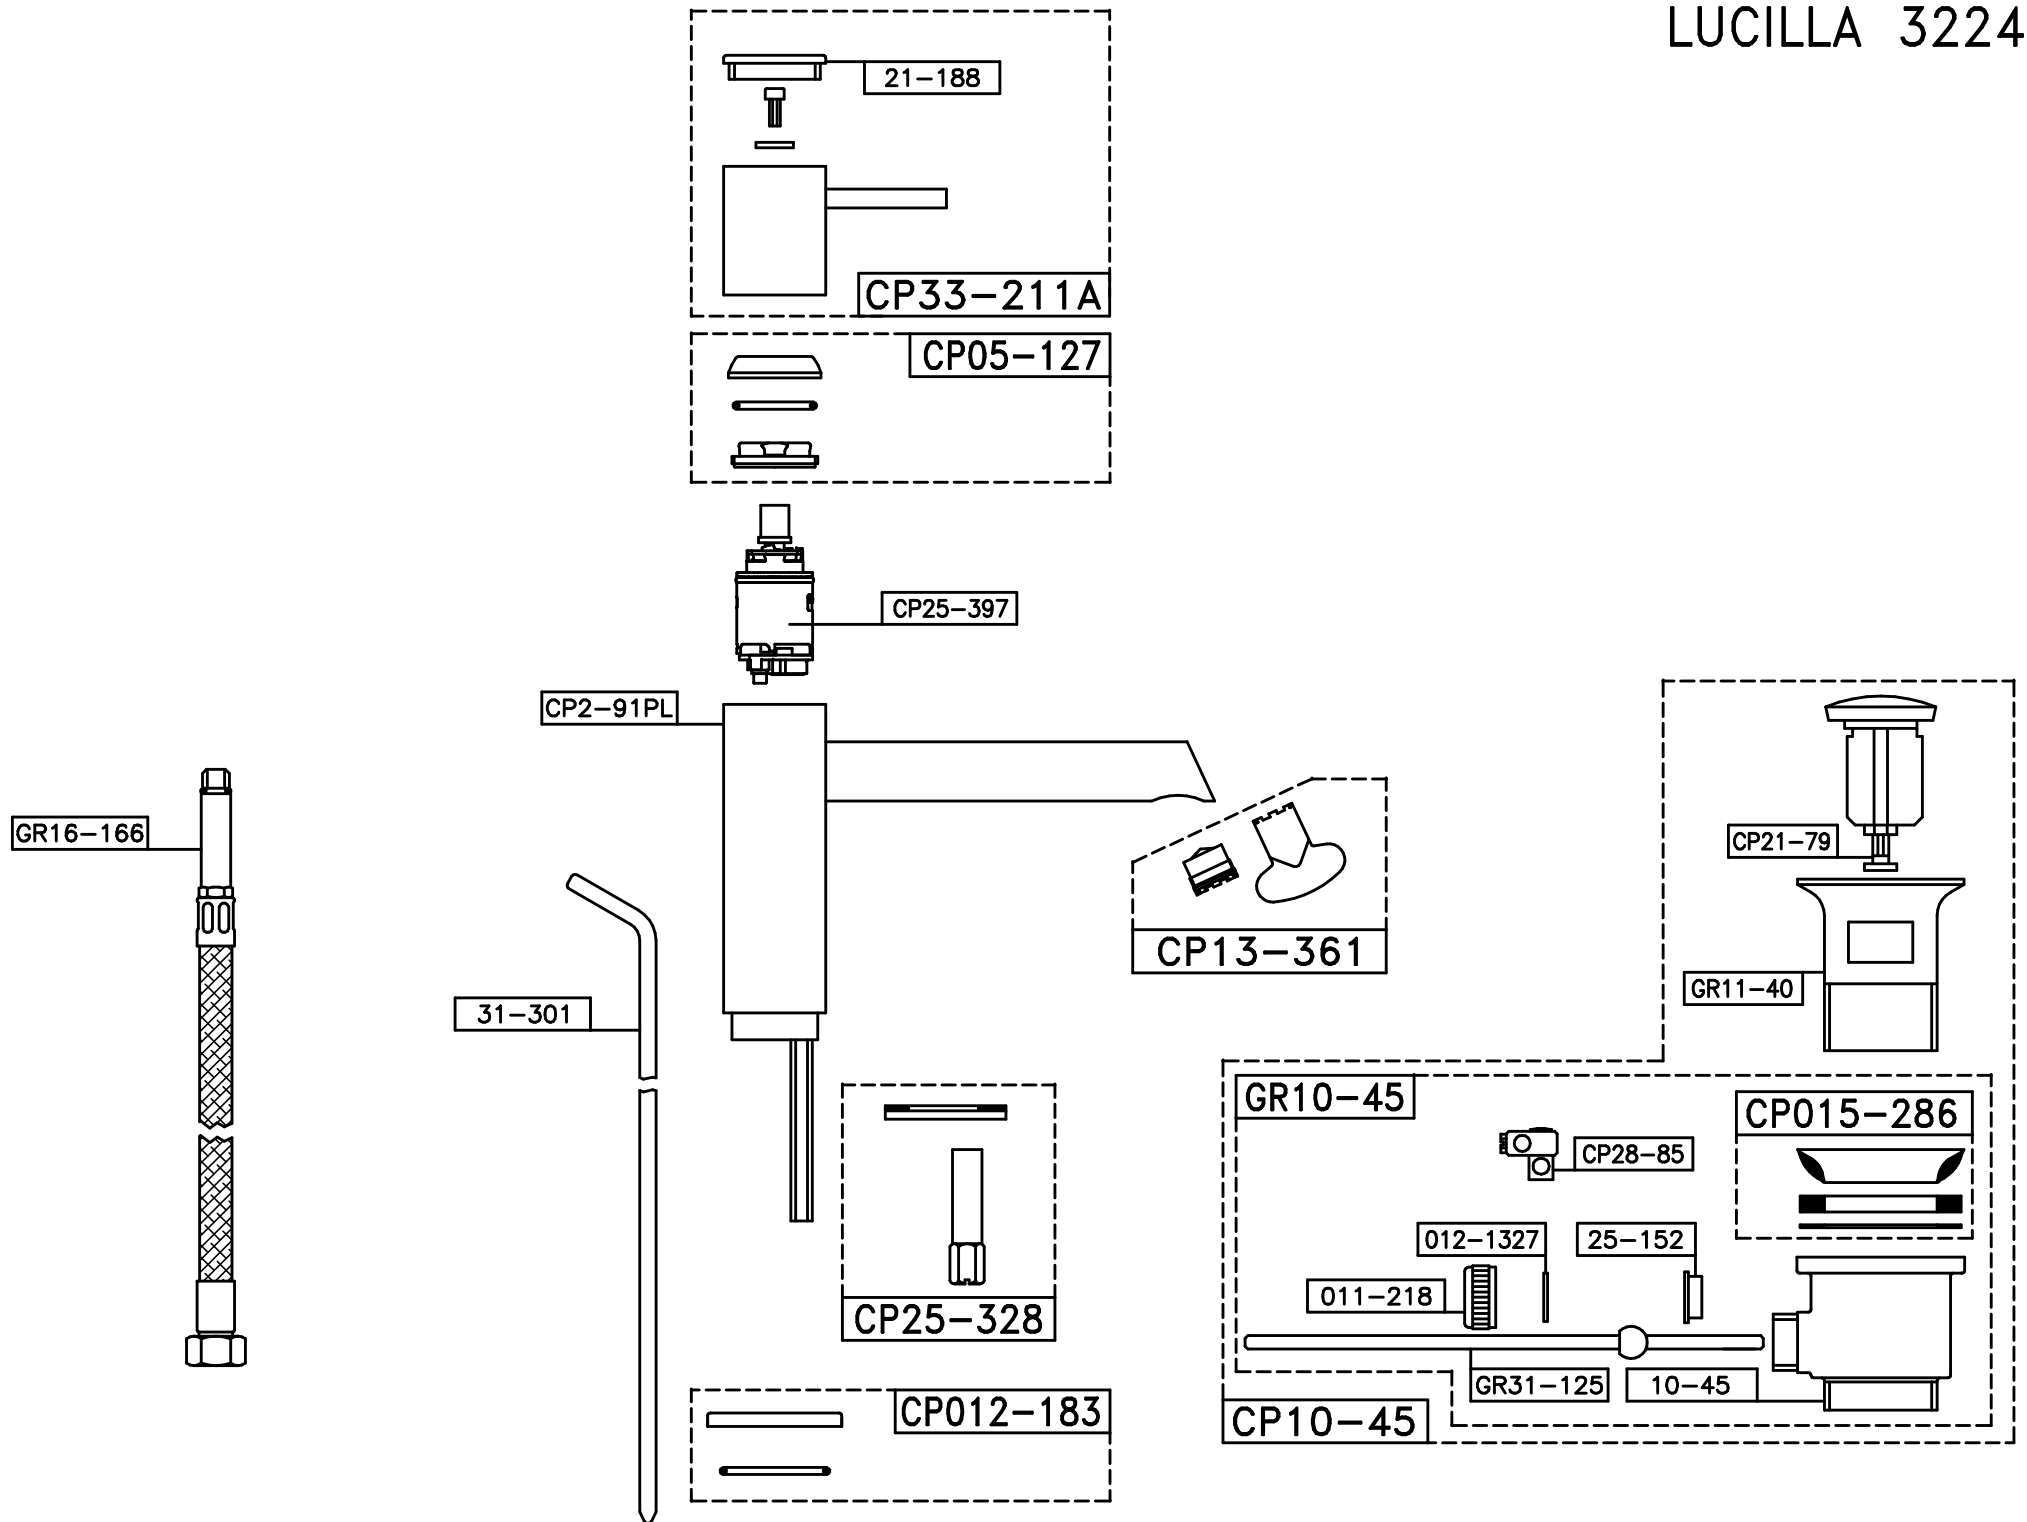 LUCILLA 3224
21-188
CP33-211A
CP05-127
CP25-397
CP2-91PL
GR16-166
CP21-79
CP13-361
GR11-40
31-301
GR10-45
CP015-286
CP28-85
012-1327
25-152
011-218
CP25-328
GR31-125
10-45
CP012-183
CP10-45